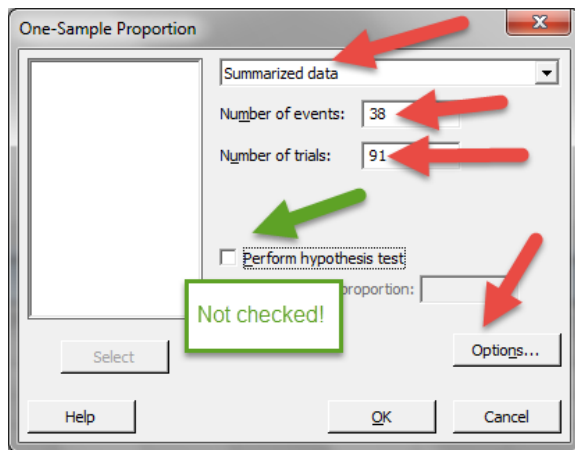 One-Sample Proportion
Summarized data
Number of events: 38
Number of trials: 91
Perform hypothesis test
proportion:
Not checked!
Select
Options...
Help
OK
Cancel